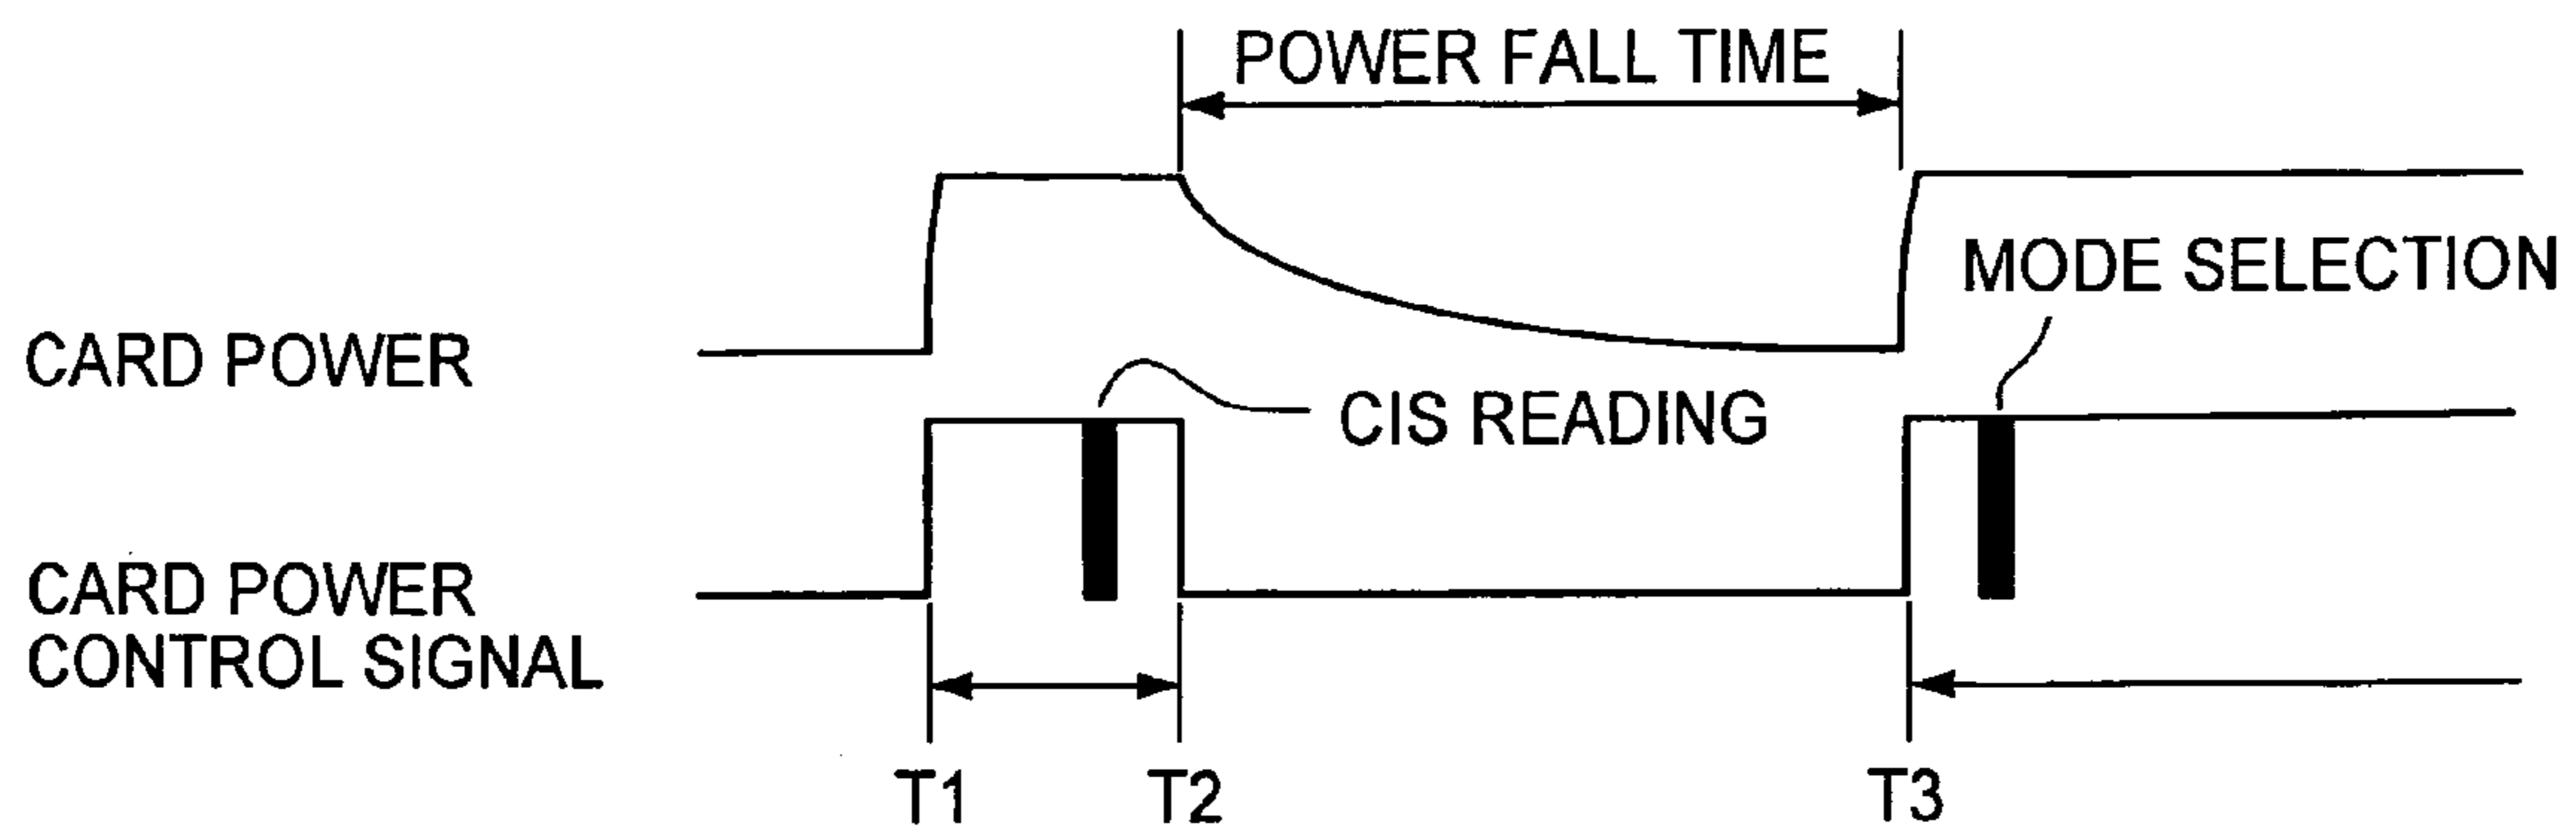 POWER FALL TIME
MODE SELECTION
CARD POWER
CIS READING
CARD POWER
CONTROL SIGNAL
T1
T2
T3